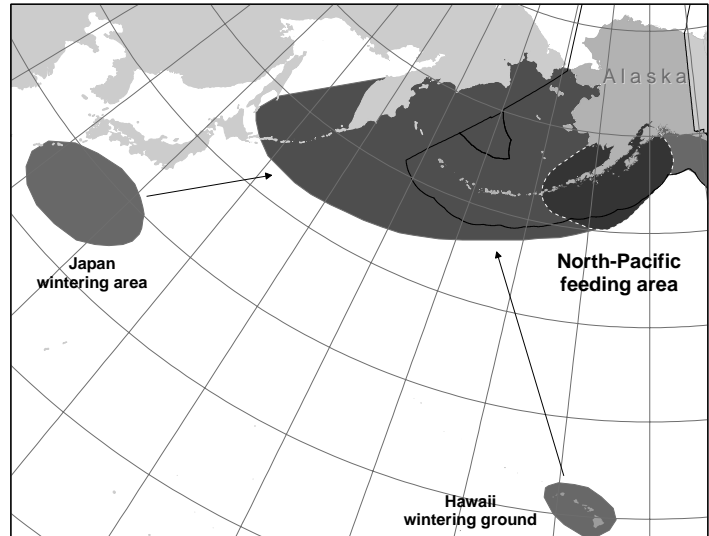 Alaska
North-Pacific
feeding area
Japan
wintering area
Hawaii
wintering ground